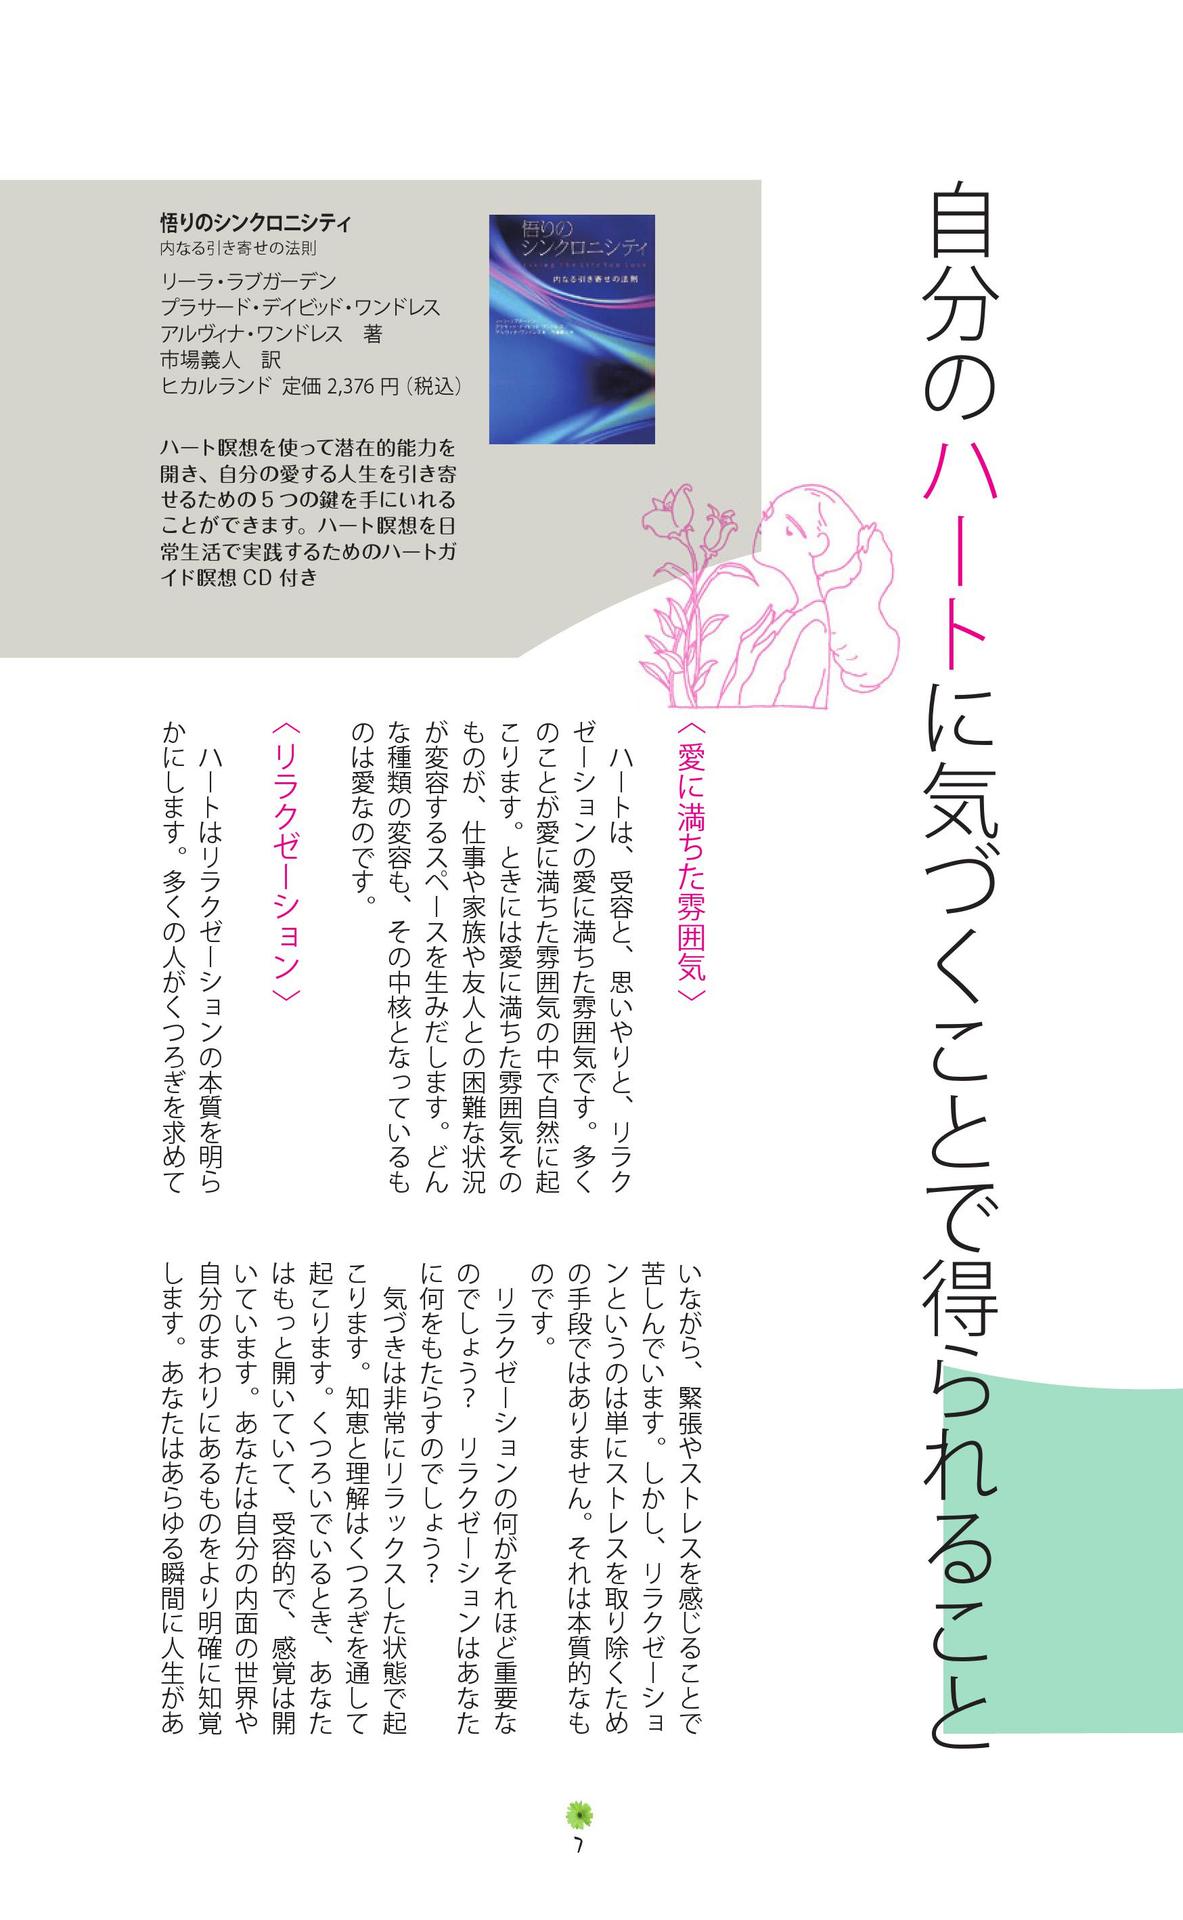 自分のハートに気づくことで得られること
悟りのシンクロニシティ
内なる引き寄せの法則
リーラ・ラブガーデン
プラサード・デイビッド・ワンドレス
アルヴィナ・ワンドレス　著
市場義人　訳
ヒカルランド 定価 2,376 円（税込）
ハート瞑想を使って潜在的能力を
開き、自分の愛する人生を引き寄
せるための５つの鍵を手にいれる
ことができます。ハート瞑想を日
常生活で実践するためのハートガ
イド瞑想 CD 付き
悟りの
シンクロニシティ
内なる引き寄せの法則
〈愛に満ちた雰囲気〉
ハートは、受容と、思いやりと、リラク
ゼーションの愛に満ちた雰囲気です。多く
のことが愛に満ちた雰囲気の中で自然に起
こります。ときには愛に満ちた雰囲気その
ものが、仕事や家族や友人との困難な状況
が変容するスペースを生みだします。どん
な種類の変容も、その中核となっているも
のは愛なのです。
〈リラクゼーション〉
ハートはリラクゼーションの本質を明ら
かにします。多くの人がくつろぎを求めて
いながら、緊張やストレスを感じることで
苦しんでいます。しかし、リラクゼーショ
ンというのは単にストレスを取り除くため
の手段ではありません。それは本質的なも
のです。
リラクゼーションの何がそれほど重要な
のでしょう？　リラクゼーションはあなた
に何をもたらすのでしょう？
気づきは非常にリラックスした状態で起
こります。知恵と理解はくつろぎを通して
起こります。くつろいでいるとき、あなた
はもっと開いていて、受容的で、感覚は開
いています。あなたは自分の内面の世界や
自分のまわりにあるものをより明確に知覚
します。あなたはあらゆる瞬間に人生があ
7